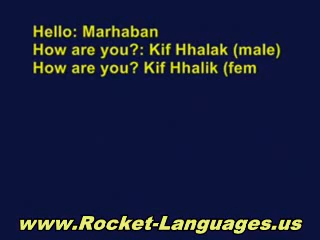 Hello: Marhaban
How are you?: Kif Hhalak (male)
How are you? Kif Hhalik (fem
www.Rocket-Languages.us